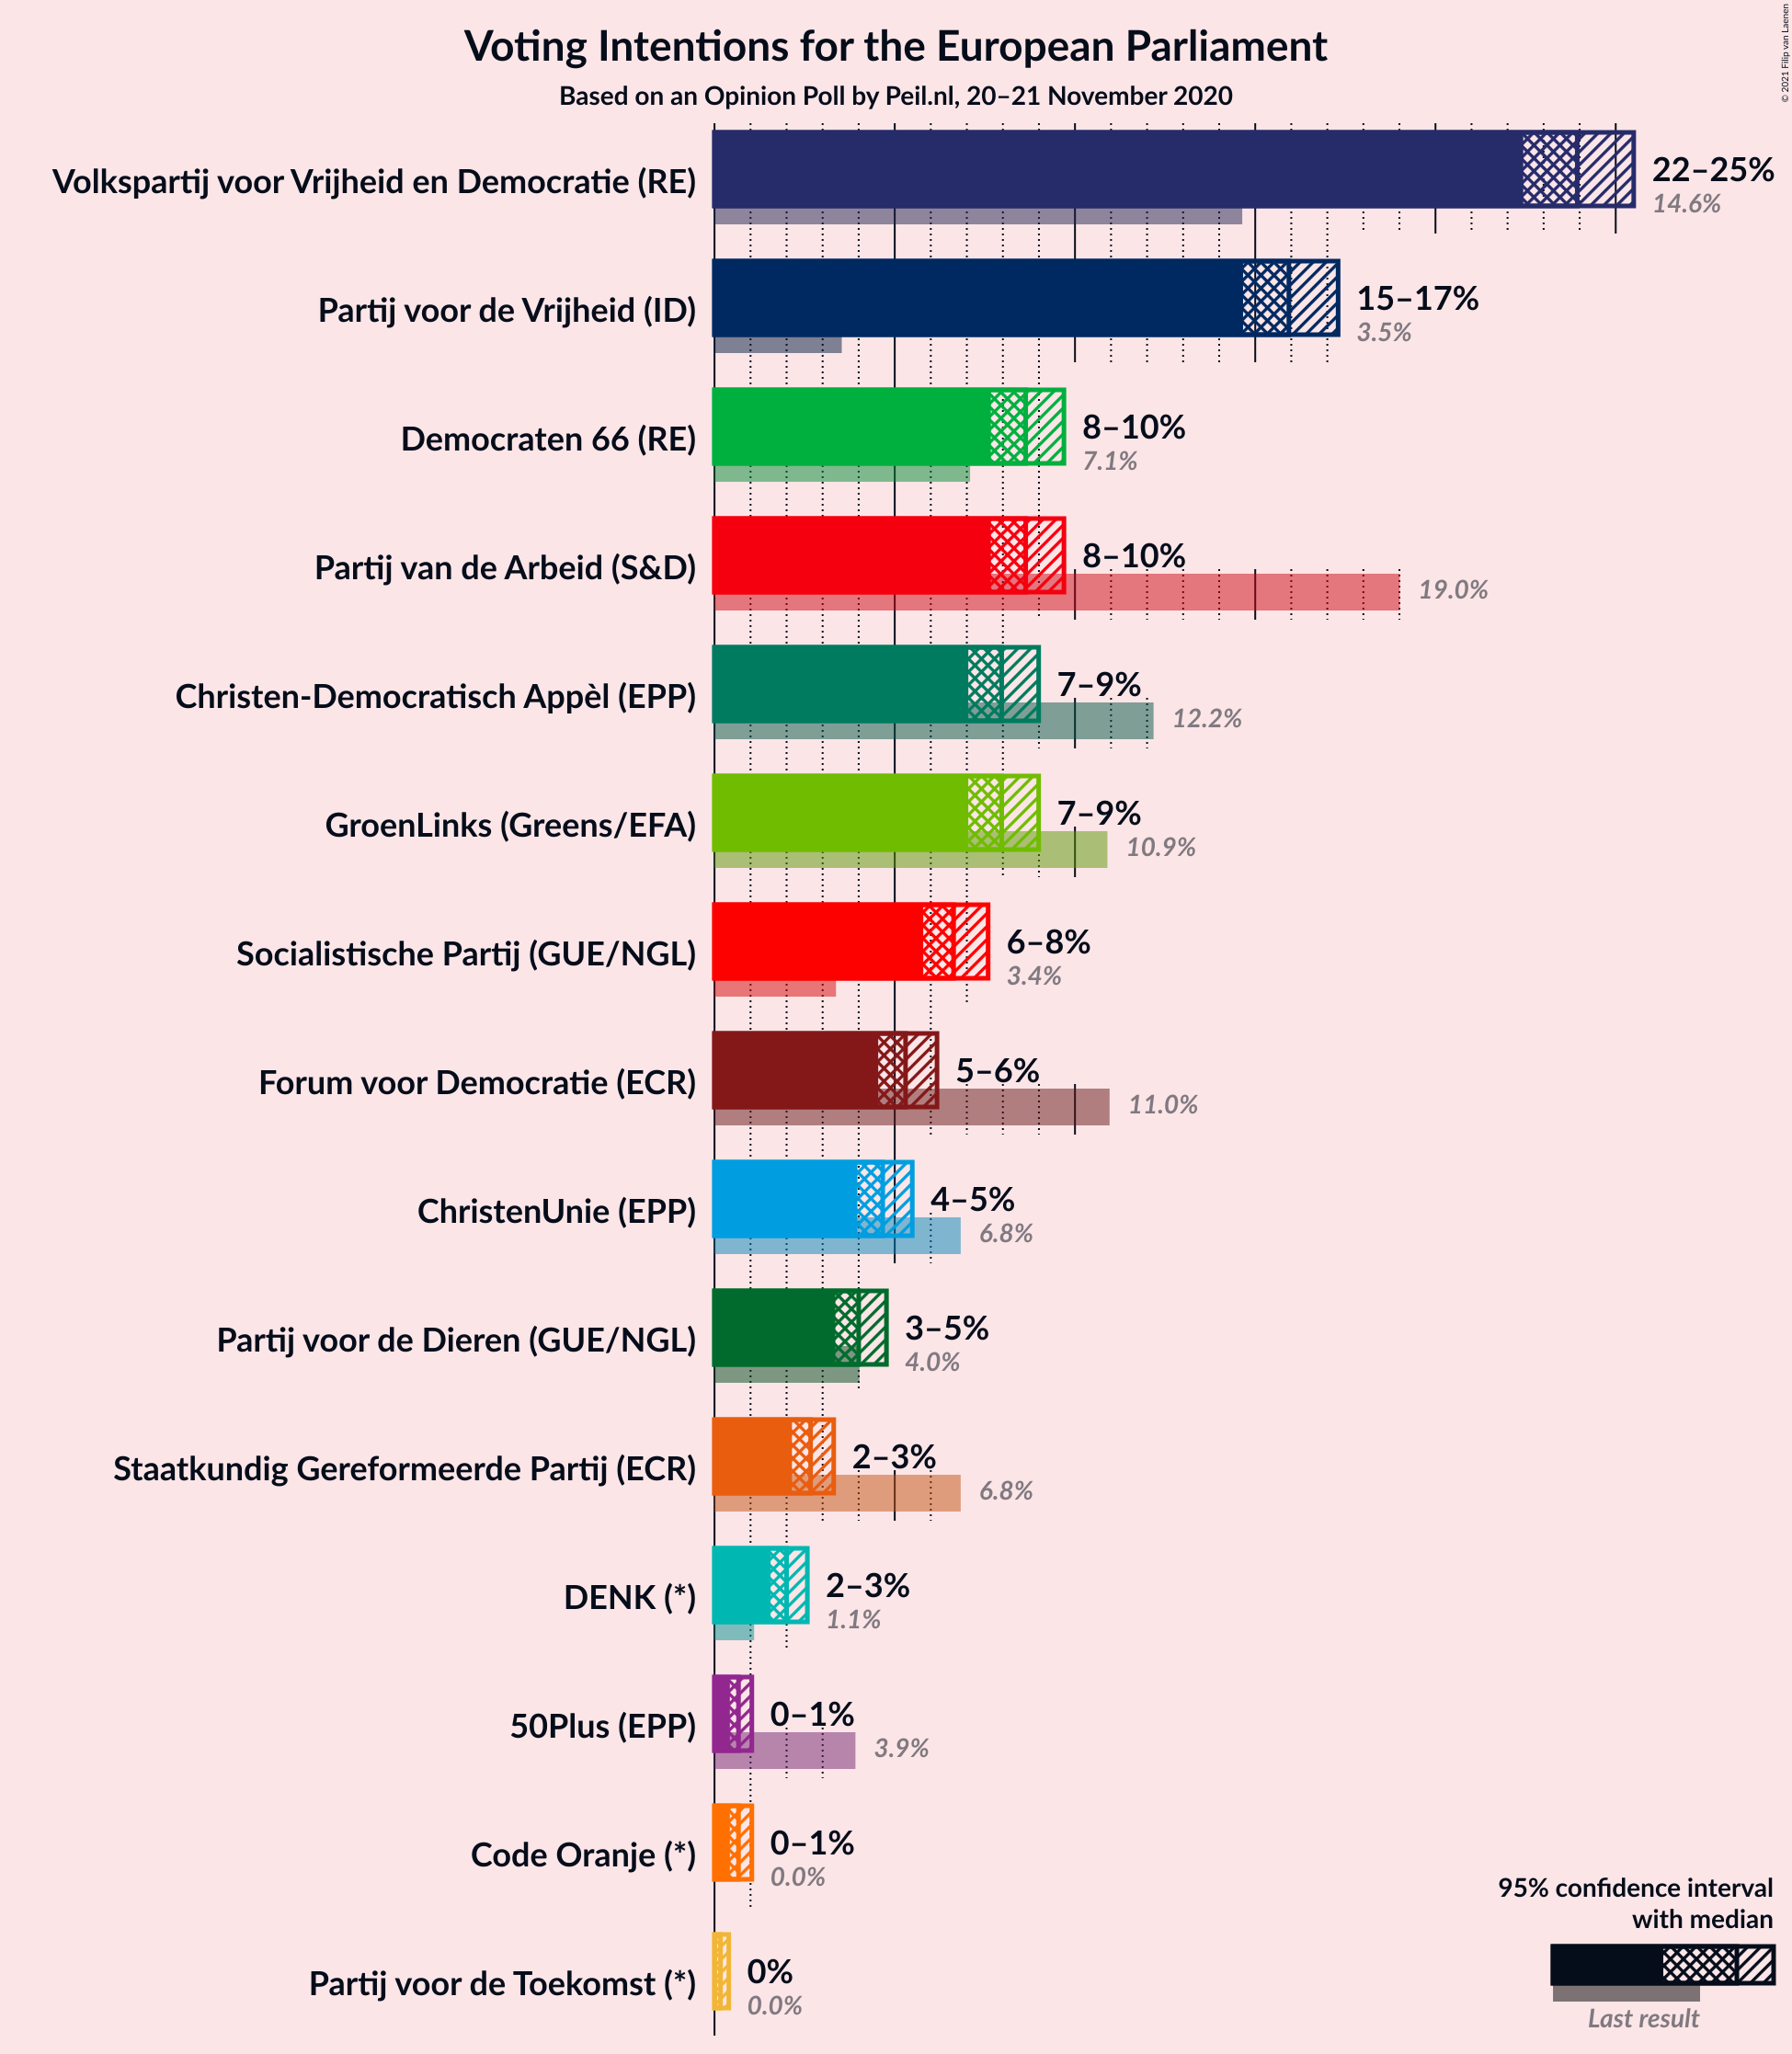 Voting Intentions for the European Parliament
Based on an Opinion Poll by Peil.nl, 20–21 November 2020
© 2021 Filip van Laenen
Volkspartij voor Vrijheid en Democratie (RE)
22–25%
14.6%
Partij voor de Vrijheid (ID)
15–17%
3.5%
Democraten 66 (RE)
8–10%
7.1%
Partij van de Arbeid (S&D)
8–10%
19.0%
Christen-Democratisch Appèl (EPP)
7–9%
12.2%
GroenLinks (Greens/EFA)
7–9%
10.9%
Socialistische Partij (GUE/NGL)
6–8%
3.4%
Forum voor Democratie (ECR)
5–6%
11.0%
ChristenUnie (EPP)
4–5%
6.8%
Partij voor de Dieren (GUE/NGL)
3–5%
4.0%
Staatkundig Gereformeerde Partij (ECR)
2–3%
6.8%
DENK (*)
2–3%
1.1%
50Plus (EPP)
0–1%
3.9%
Code Oranje (*)
0–1%
0.0%
Partij voor de Toekomst (*)
0%
0.0%
95% confidence interval
with median
Last result